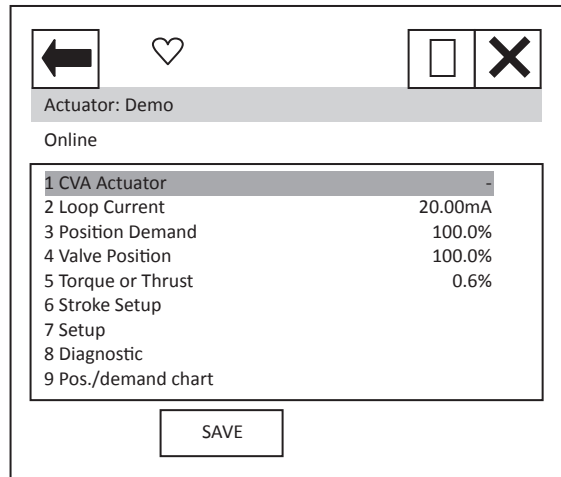 Actuator: Demo
Online
1 CVA Actuator -
2 Loop Current 20.00mA
3 Position Demand 100.0%
4 Valve Position 100.0%
5 Torque or Thrust 0.6%
6 Stroke Setup
7 Setup
8 Diagnostic
9 Pos./demand chart
SAVE